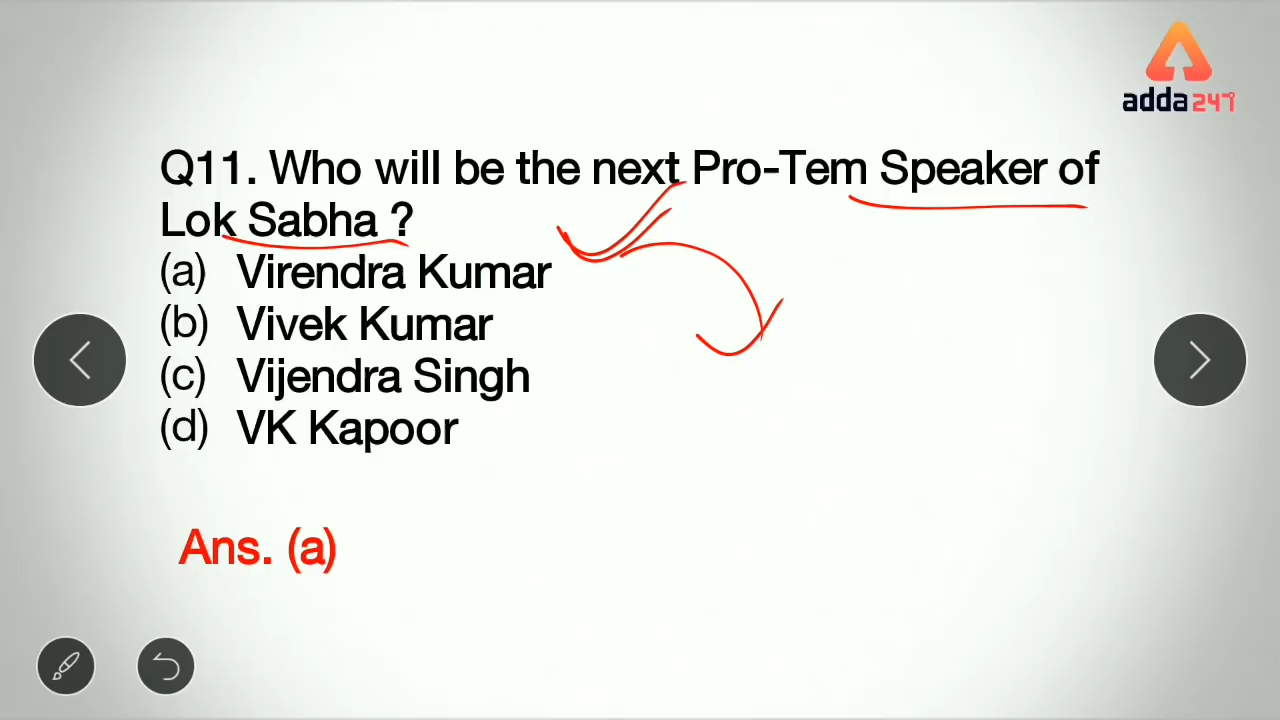 adda247
Q11. Who will be the next Pro-Tem Speaker of
Lok Sabha ?
(a) Virendra Kumar
(b) Vivek Kumar
(c) Vijendra Singh
(d) VK Kapoor
Ans. (a)